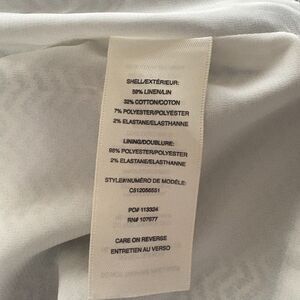 SHELL/EXTÉRIEUR:
59% LINEN/LIN
32% COTTON/COTON
7% POLYESTER/POLYESTER
2% ELASTANE/ELASTHANNE
LINING/DOUBLURE:
98% POLYESTER/POLYESTER
2% ELASTANE/ELASTHANNE
STYLE#/NUMÉRO DE MODÈLE:
C512056551
PO# 113324
RN# 107677
CARE ON REVERSE
ENTRETIEN AU VERSO